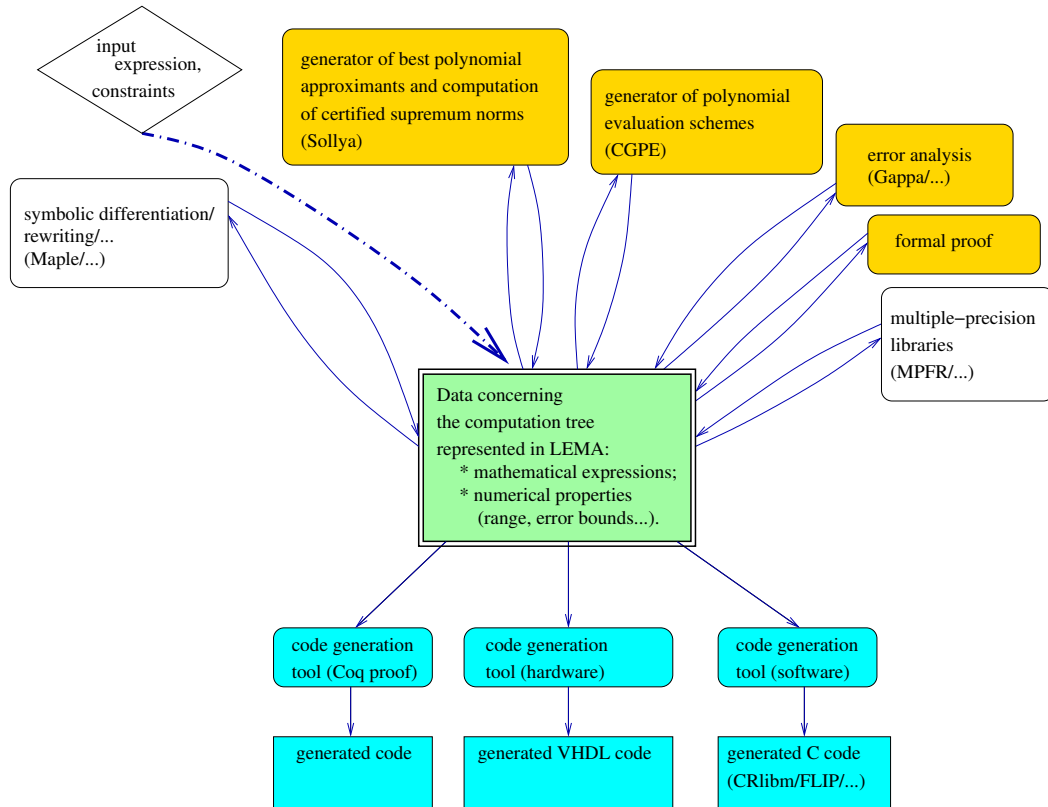 input
expression,
constraints
generator of best polynomial
approximants and computation
of certified supremum norms
(Sollya)
generator of polynomial
evaluation schemes
(CGPE)
error analysis
(Gappa/...)
symbolic differentiation/
rewriting/...
(Maple/...)
formal proof
multiple−precision
libraries
(MPFR/...)
Data concerning
the computation tree
represented in LEMA:
* mathematical expressions;
* numerical properties
(range, error bounds...).
code generation
tool (Coq proof)
code generation
tool (hardware)
code generation
tool (software)
generated code
generated VHDL code
generated C code
(CRlibm/FLIP/...)